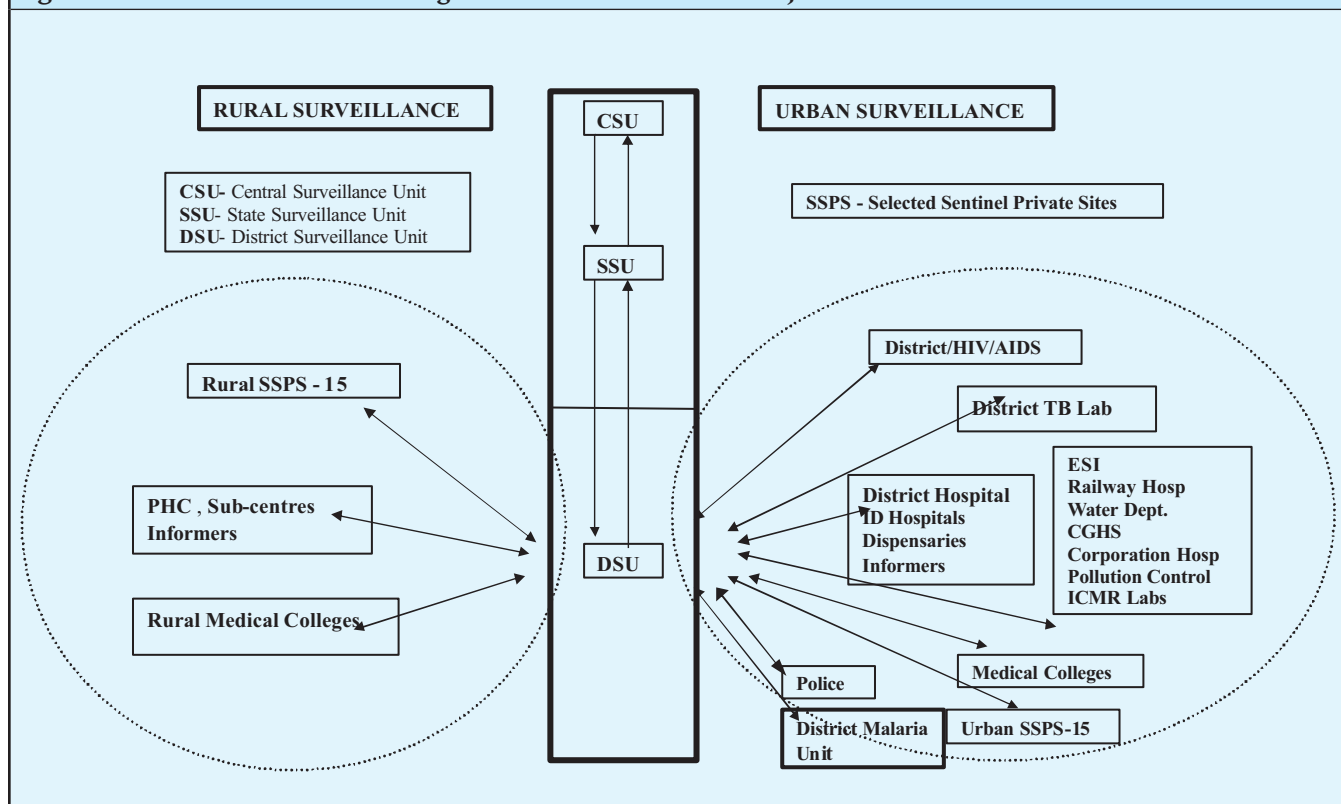 RURAL SURVEILLANCE
CSU
URBAN SURVEILLANCE
CSU- Central Surveillance Unit
SSU- State Surveillance Unit
DSU- District Surveillance Unit
SSPS - Selected Sentinel Private Sites
SSU
District/HIV/AIDS
Rural SSPS - 15
District TB Lab
PHC , Sub-centres
Informers
District Hospital
ID Hospitals
Dispensaries
Informers
ESI
Railway Hosp
Water Dept.
CGHS
Corporation Hosp
Pollution Control
ICMR Labs
DSU
Rural Medical Colleges
Medical Colleges
Police
District Malaria
Unit
Urban SSPS-15